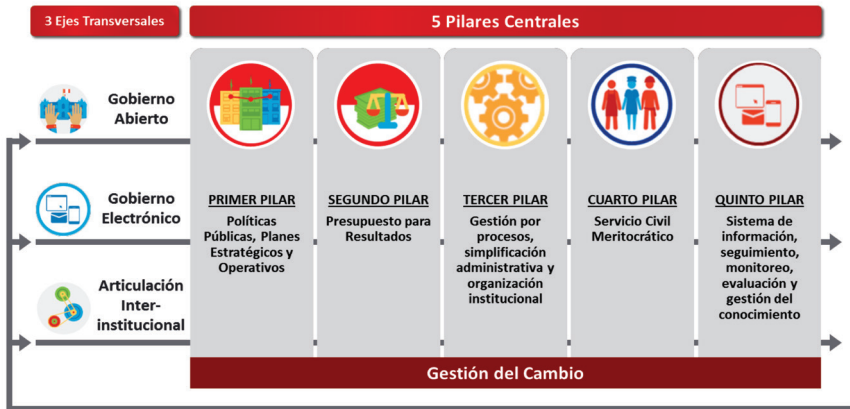 3 Ejes Transversales
5 Pilares Centrales
Gobierno
Abierto
Gobierno
Electrónico
Articulación
Inter-
institucional
PRIMER PILAR
Políticas
Públicas, Planes
Estratégicos y
Operativos
SEGUNDO PILAR
Presupuesto para
Resultados
TERCER PILAR
Gestión por
procesos,
simplificación
administrativa y
organización
institucional
CUARTO PILAR
Servicio Civil
Meritocrático
QUINTO PILAR
Sistema de
información,
seguimiento,
monitoreo,
evaluación y
gestión del
conocimiento
Gestión del Cambio